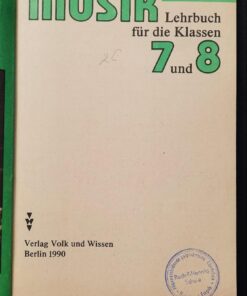 musik
Lehrbuch
für die Klassen
7 und 8
Verlag Volk und Wissen
Berlin 1990